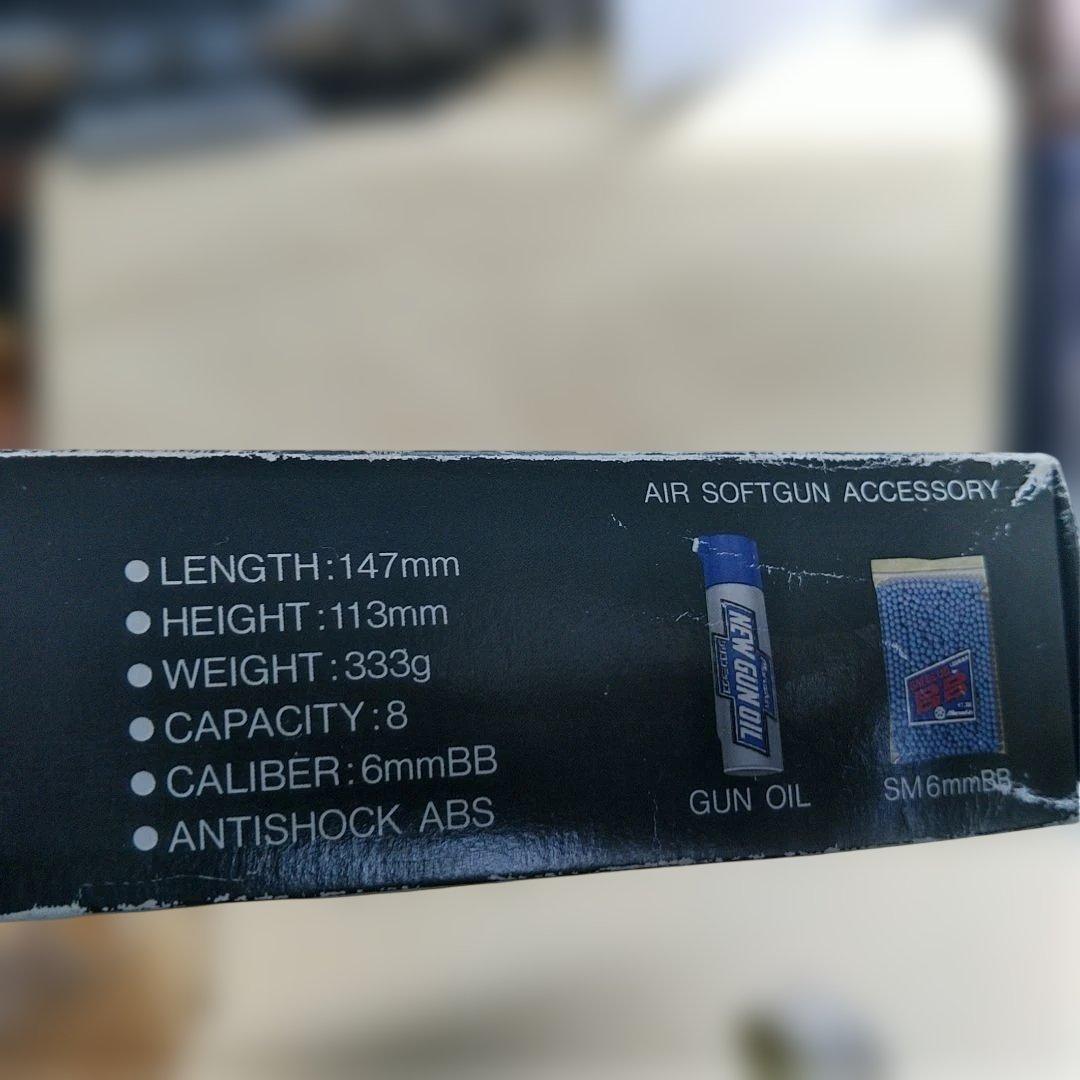 AIR SOFTGUN ACCESSORY
● LENGTH:147mm
● HEIGHT:113mm
● WEIGHT:333g
● CAPACITY:8
● CALIBER:6mmBB
● ANTISHOCK ABS
NEW GUN OIL
GUN OIL
BB
SM6mmBB